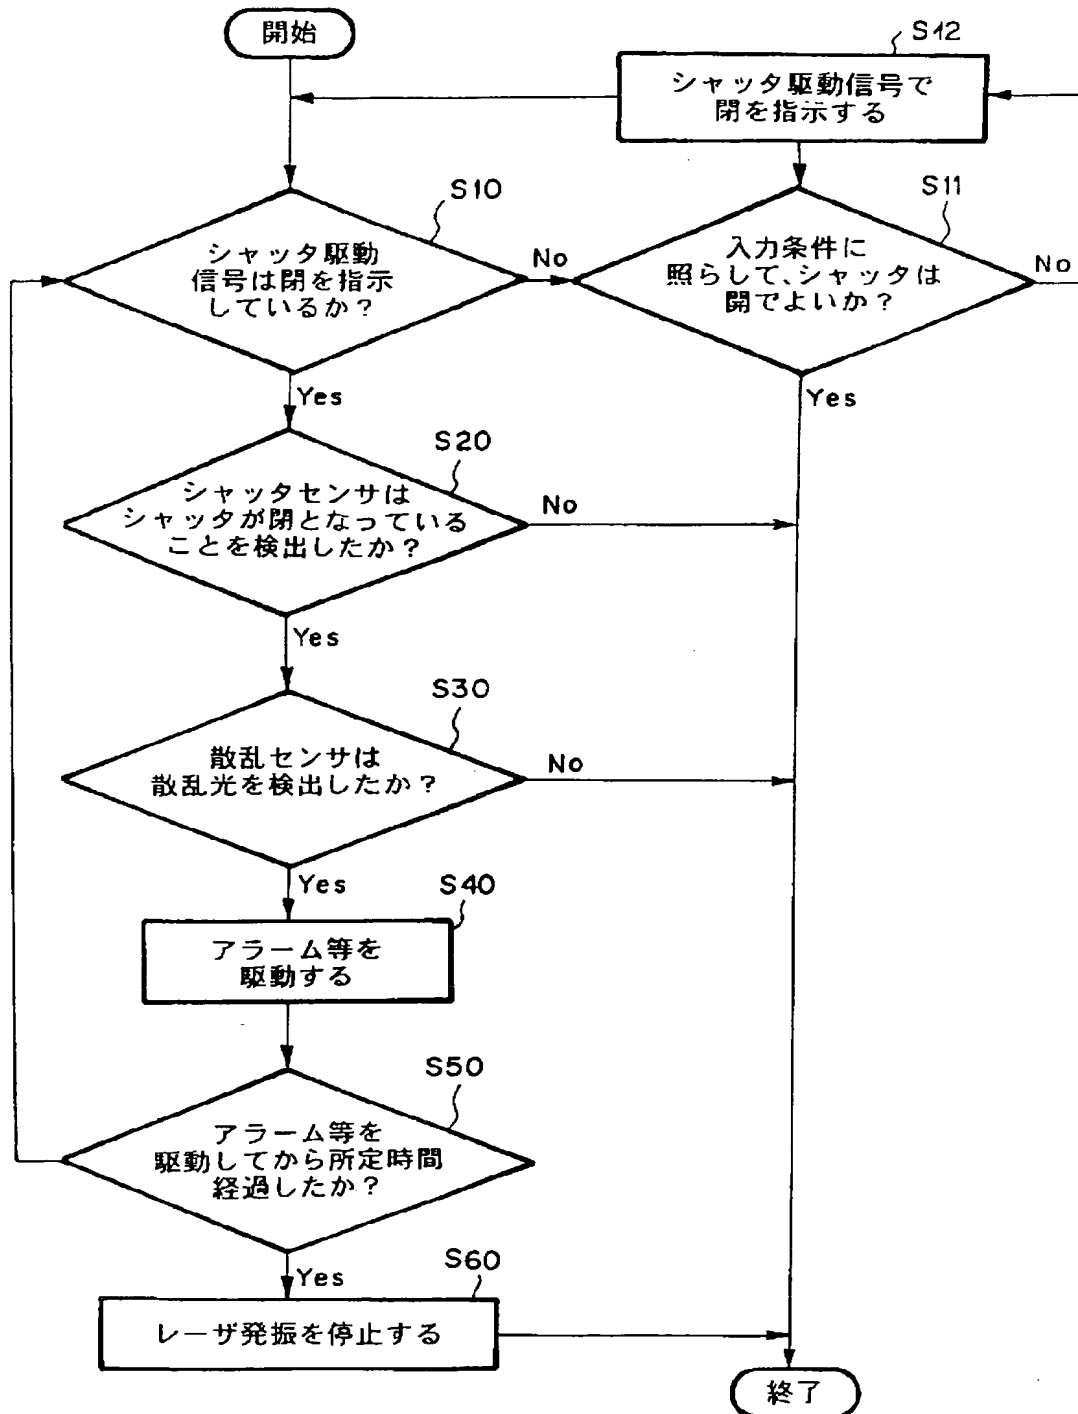 開始
S12
シャッタ駆動信号で
閉を指示する
S10
シャッタ駆動
信号は閉を指示
しているか？
No
S11
入力条件に
照らして、シャッタは
開でよいか？
No
Yes
Yes
S20
シャッタセンサは
シャッタが閉となっている
ことを検出したか？
No
Yes
S30
散乱センサは
散乱光を検出したか？
No
Yes
S40
アラーム等を
駆動する
S50
アラーム等を
駆動してから所定時間
経過したか？
Yes
S60
レーザ発振を停止する
終了